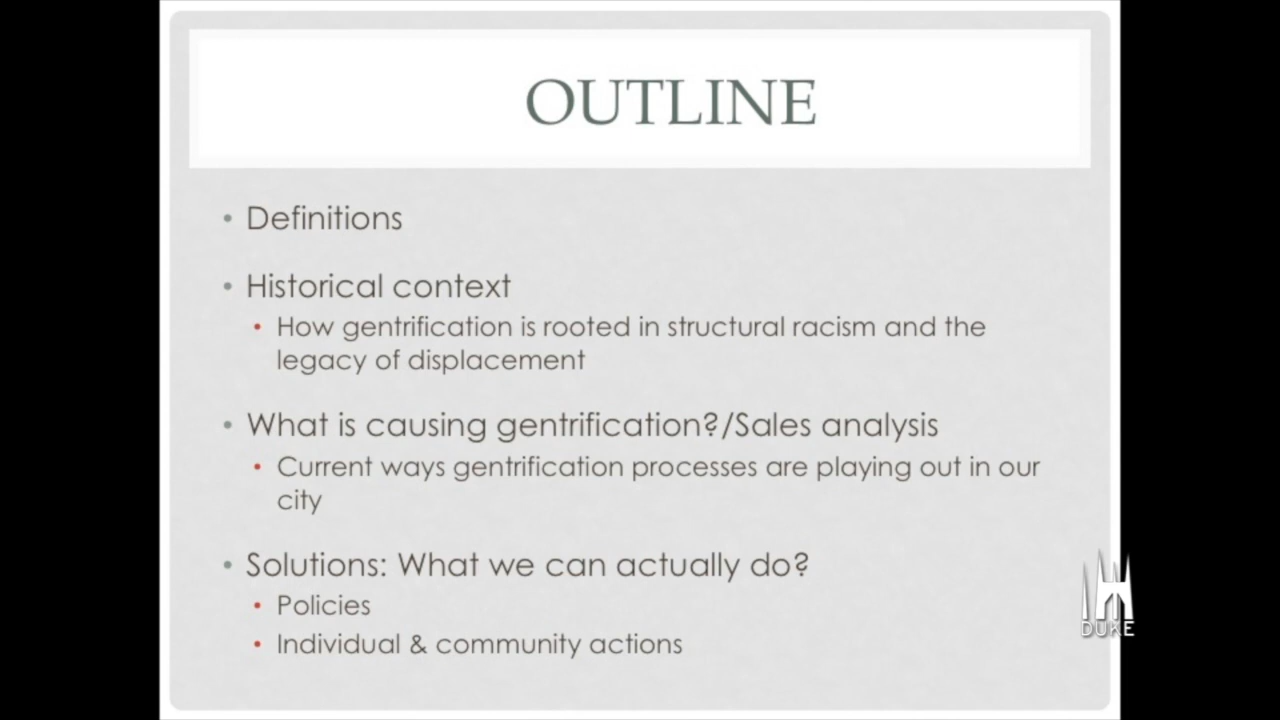 OUTLINE
• Definitions
• Historical context
• How gentrification is rooted in structural racism and the
legacy of displacement
• What is causing gentrification?/Sales analysis
• Current ways gentrification processes are playing out in our
city
• Solutions: What we can actually do?
• Policies
• Individual & community actions
DUKE